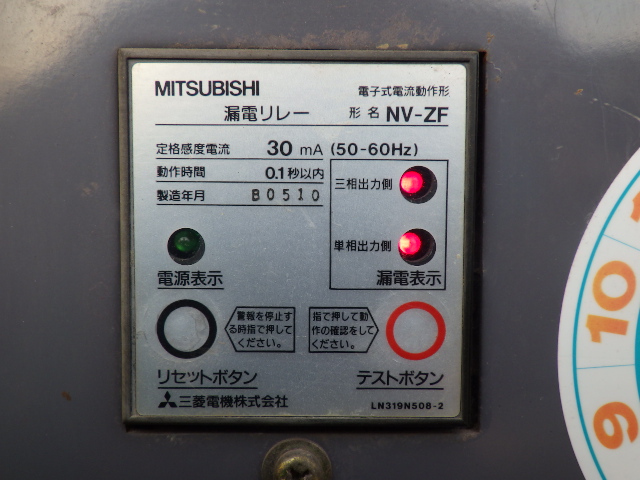 MITSUBISHI
電子式電流動作形
漏電リレー
形名 NV-ZF
定格感度電流 30 mA (50-60Hz)
動作時間 0.1秒以内
製造年月 B0510
三相出力側
単相出力側
電源表示
漏電表示
警報を停止す
る時指で押して
ください。
指で押して動
作の確認をして
ください。
リセットボタン
テストボタン
三菱電機株式会社
LN319N508-2
10
9